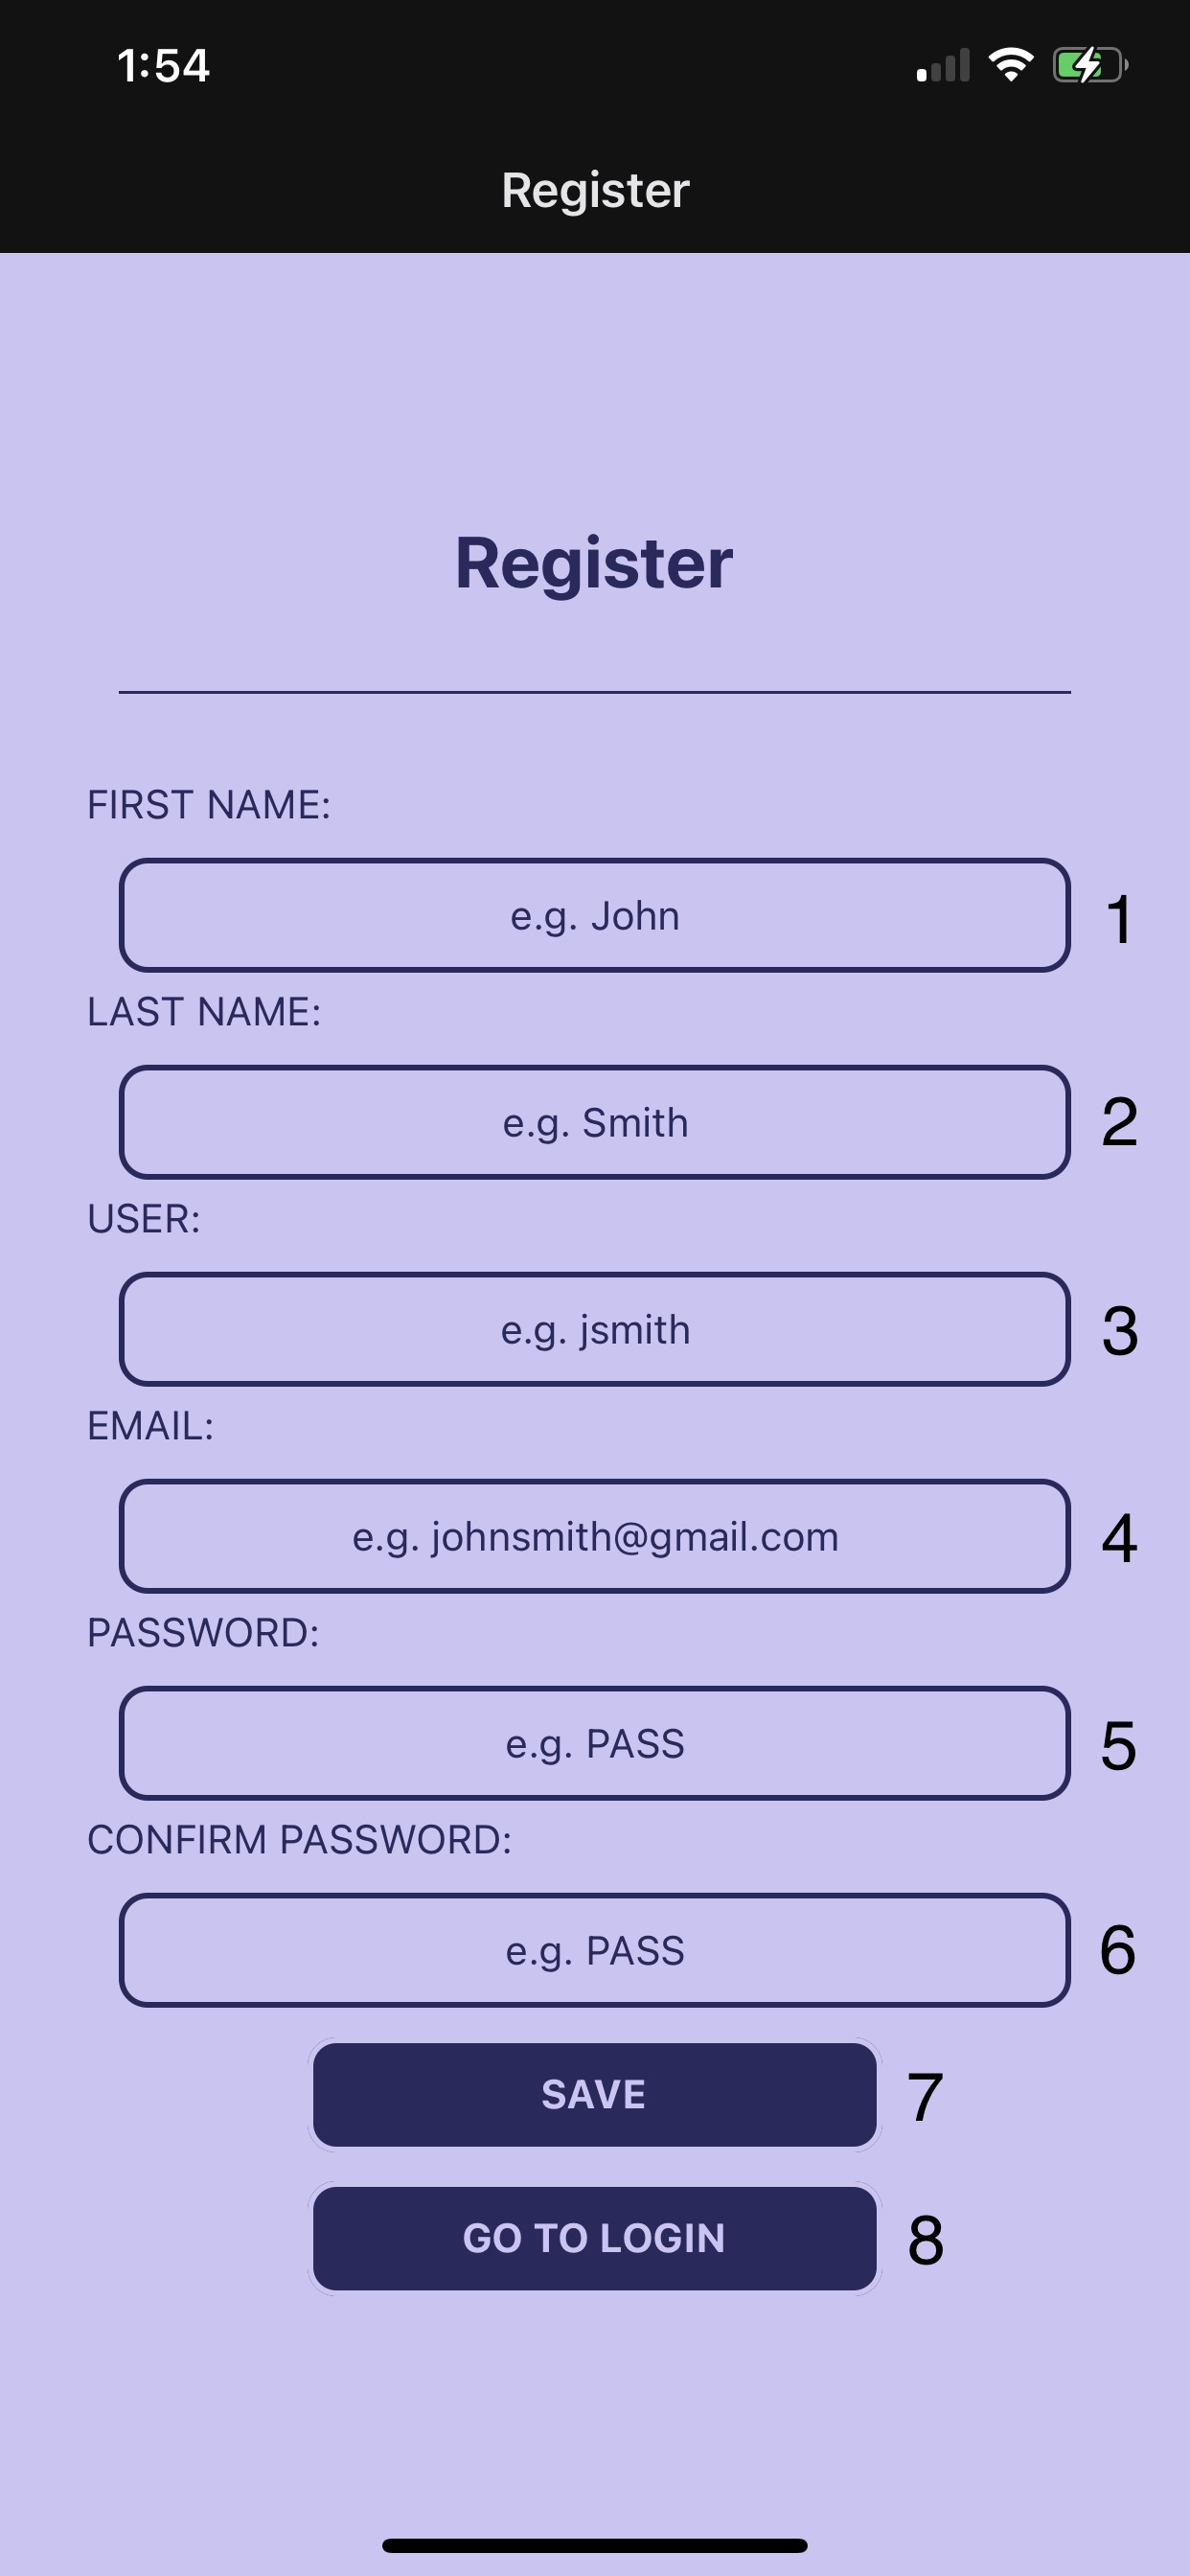 1:54
Register
Register
FIRST NAME:
e.g. John 1
LAST NAME:
e.g. Smith 2
USER:
e.g. jsmith 3
EMAIL:
e.g. johnsmith@gmail.com 4
PASSWORD:
e.g. PASS 5
CONFIRM PASSWORD:
e.g. PASS 6
SAVE 7
GO TO LOGIN 8